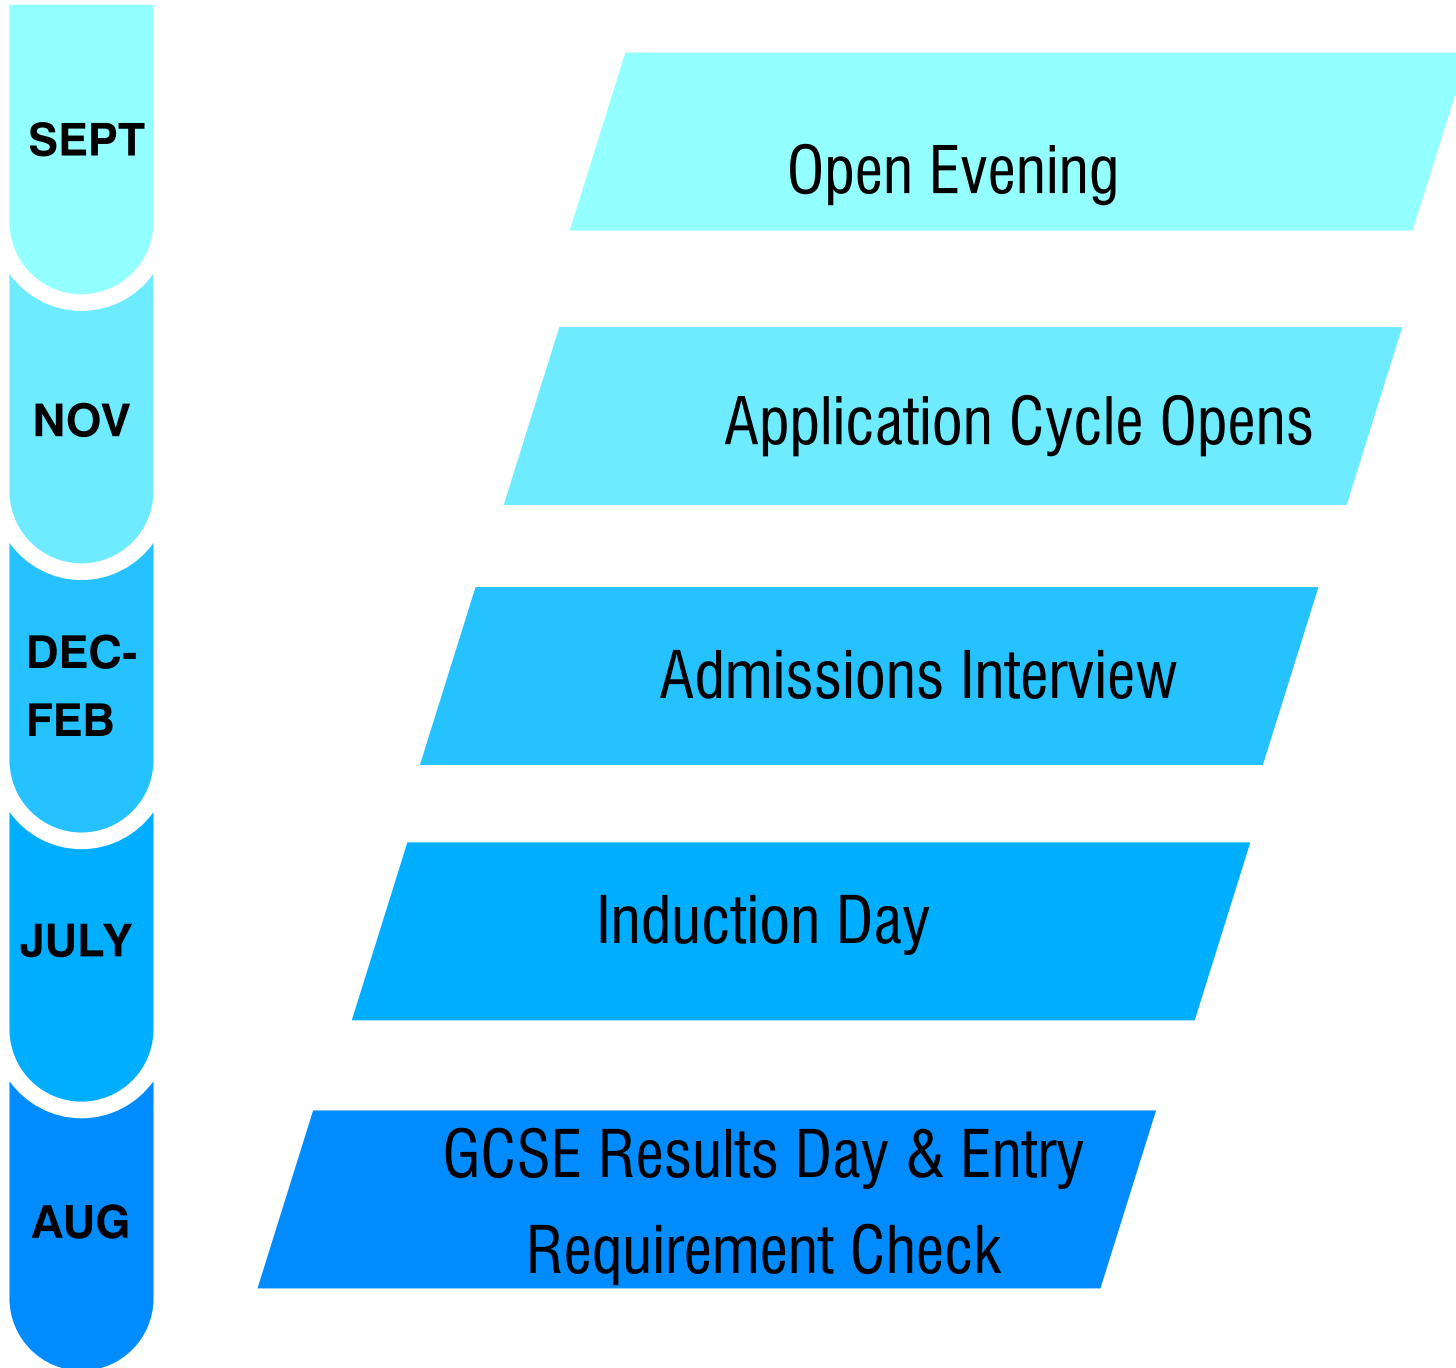 SEPT
Open Evening
NOV
Application Cycle Opens
DEC-
FEB
Admissions Interview
JULY
Induction Day
AUG
GCSE Results Day & Entry
Requirement Check